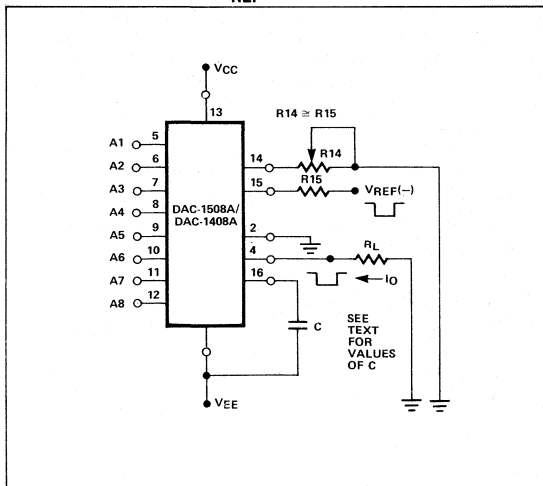 VCC
13
R14 ≅ R15
A1 5
A2 6
A3 7
A4 8
A5 9
A6 10
A7 11
A8 12
DAC-1508A/
DAC-1408A
14 R14
15 R15 VREF(−)
2
4 RL
16 IO
C
SEE
TEXT
FOR
VALUES
OF C
VEE